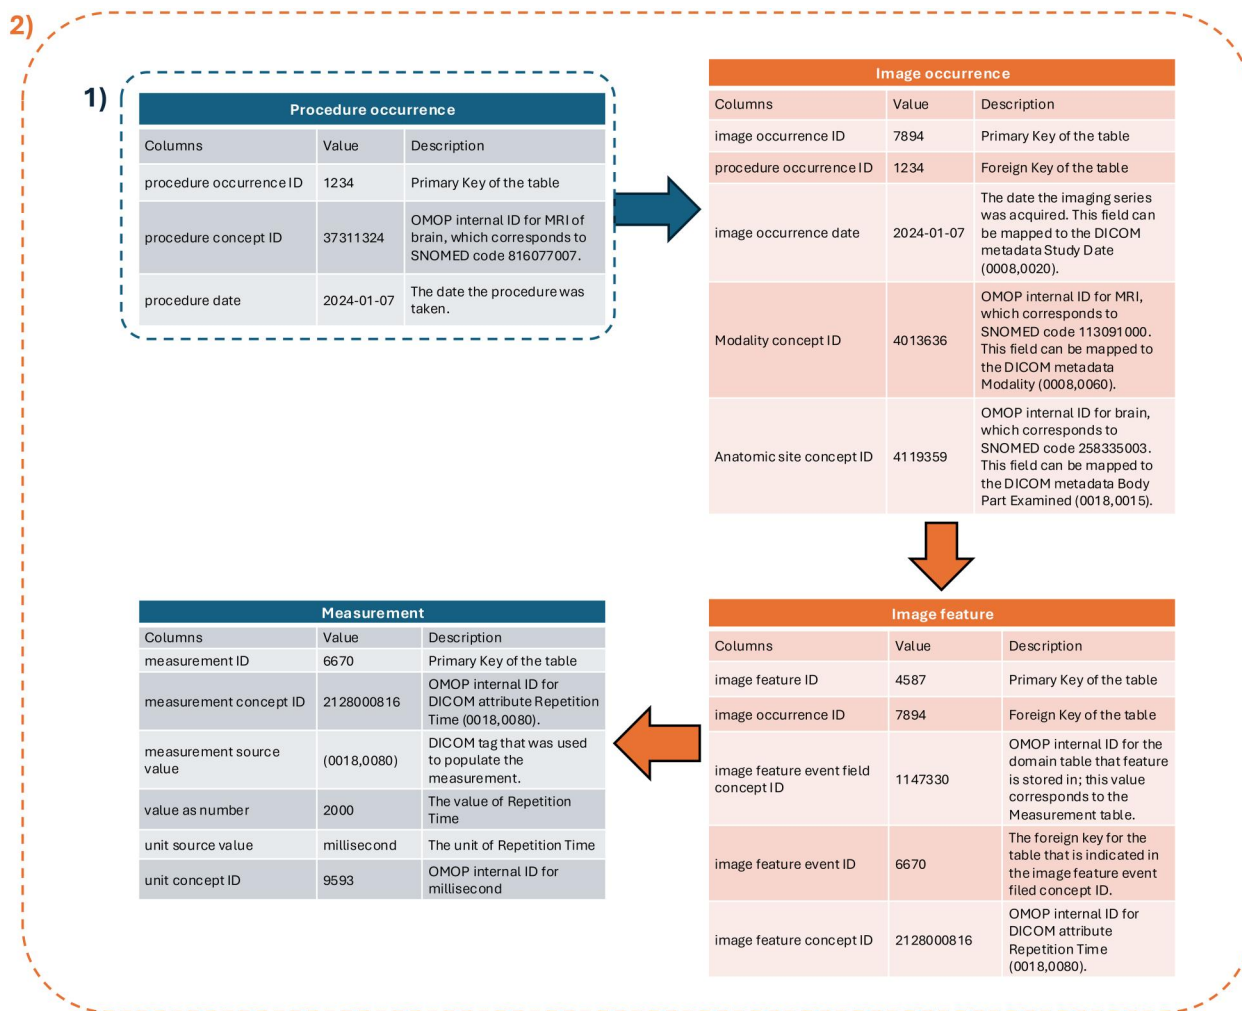 2)
1)
Procedure occurrence
Columns Value Description
procedure occurrence ID 1234 Primary Key of the table
procedure concept ID 37311324 OMOP internal ID for MRI of
brain, which corresponds to
SNOMED code 816077007.
procedure date 2024-01-07 The date the procedure was
taken.
Image occurrence
Columns Value Description
image occurrence ID 7894 Primary Key of the table
procedure occurrence ID 1234 Foreign Key of the table
image occurrence date 2024-01-07 The date the imaging series
was acquired. This field can
be mapped to the DICOM
metadata Study Date
(0008,0020).
Modality concept ID 4013636 OMOP internal ID for MRI,
which corresponds to
SNOMED code 113091000.
This field can be mapped to
the DICOM metadata
Modality (0008,0060).
Anatomic site concept ID 4119359 OMOP internal ID for brain,
which corresponds to
SNOMED code 258335003.
This field can be mapped to
the DICOM metadata Body
Part Examined (0018,0015).
Measurement
Columns Value Description
measurement ID 6670 Primary Key of the table
measurement concept ID 2128000816 OMOP internal ID for
DICOM attribute Repetition
Time (0018,0080).
measurement source
value (0018,0080) DICOM tag that was used
to populate the
measurement.
value as number 2000 The value of Repetition
Time
unit source value millisecond The unit of Repetition Time
unit concept ID 9593 OMOP internal ID for
millisecond
Image feature
Columns Value Description
image feature ID 4587 Primary Key of the table
image occurrence ID 7894 Foreign Key of the table
image feature event field
concept ID 1147330 OMOP internal ID for the
domain table that feature
is stored in; this value
corresponds to the
Measurement table.
image feature event ID 6670 The foreign key for the
table that is indicated in
the image feature event
filed concept ID.
image feature concept ID 2128000816 OMOP internal ID for
DICOM attribute
Repetition Time
(0018,0080).